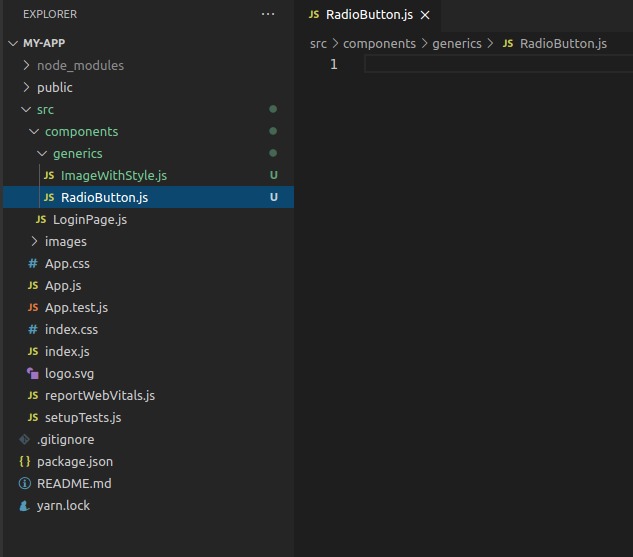 EXPLORER ···
MY-APP
node_modules
public
src
components
generics
JS ImageWithStyle.js U
JS RadioButton.js U
JS LoginPage.js
images
# App.css
JS App.js
JS App.test.js
# index.css
JS index.js
logo.svg
JS reportWebVitals.js
JS setupTests.js
.gitignore
{} package.json
README.md
yarn.lock
JS RadioButton.js ×
src > components > generics > JS RadioButton.js
1